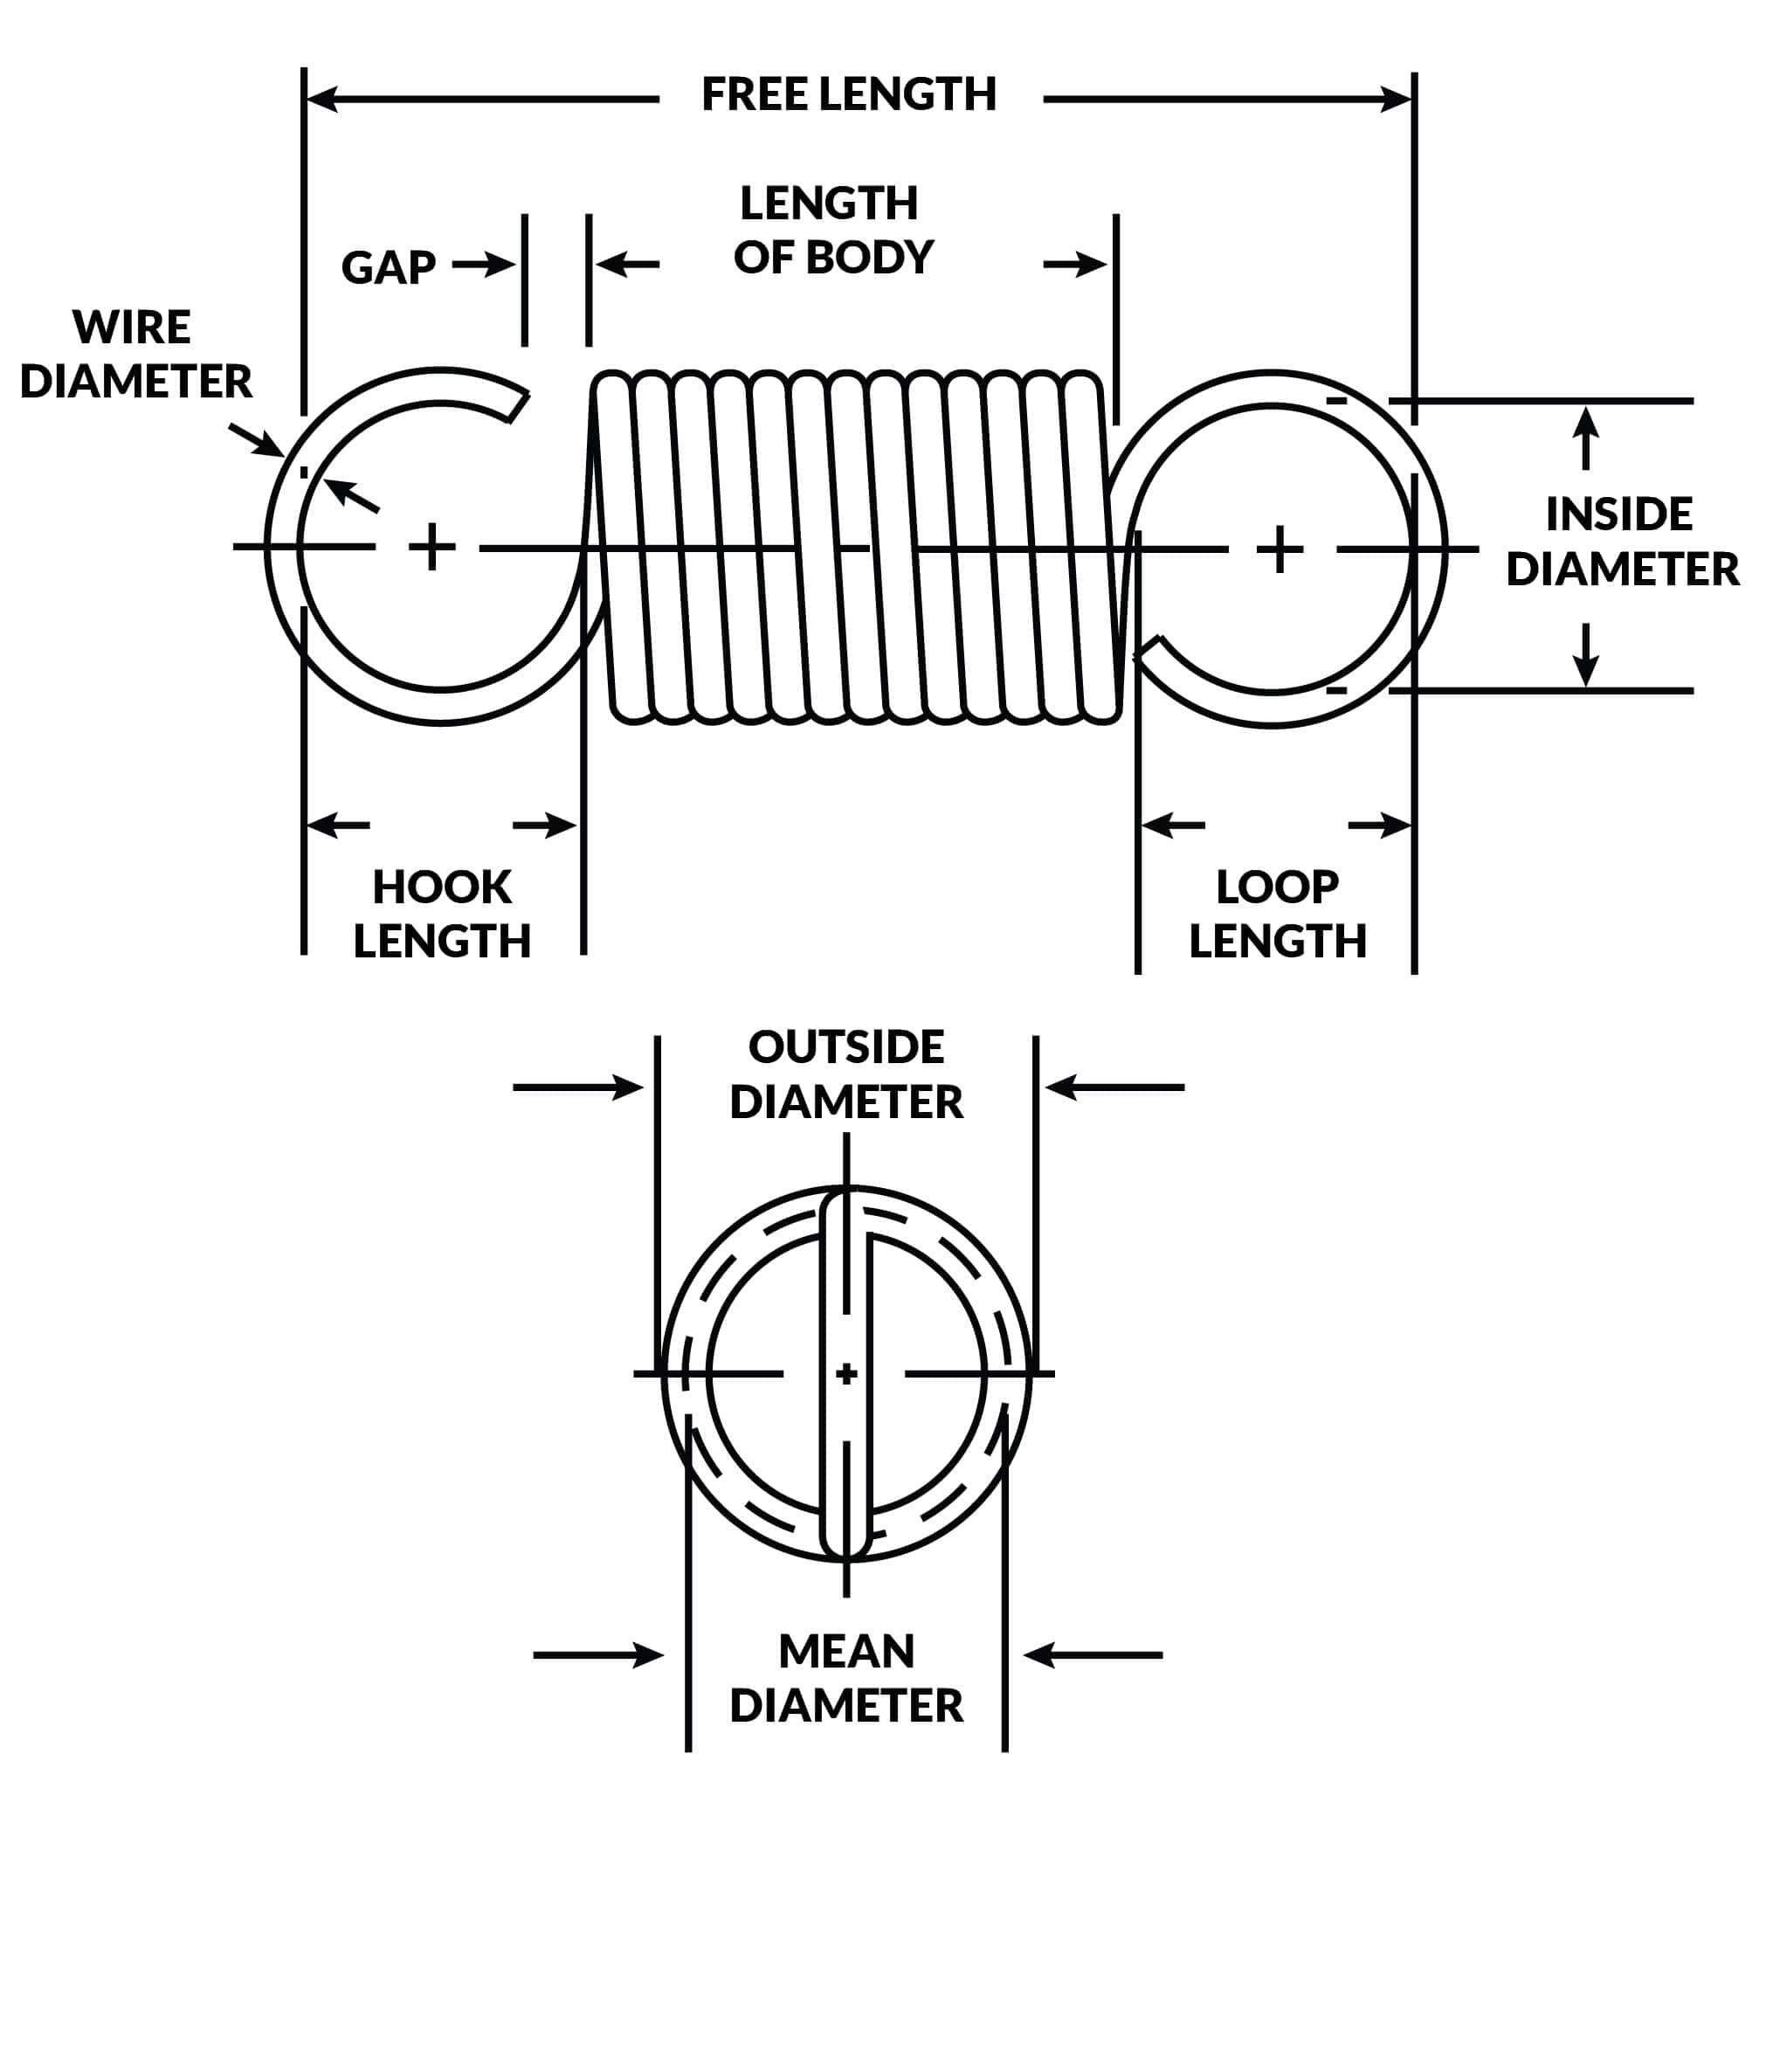 FREE LENGTH
LENGTH
OF BODY
GAP
WIRE
DIAMETER
INSIDE
DIAMETER
HOOK
LENGTH
LOOP
LENGTH
OUTSIDE
DIAMETER
MEAN
DIAMETER